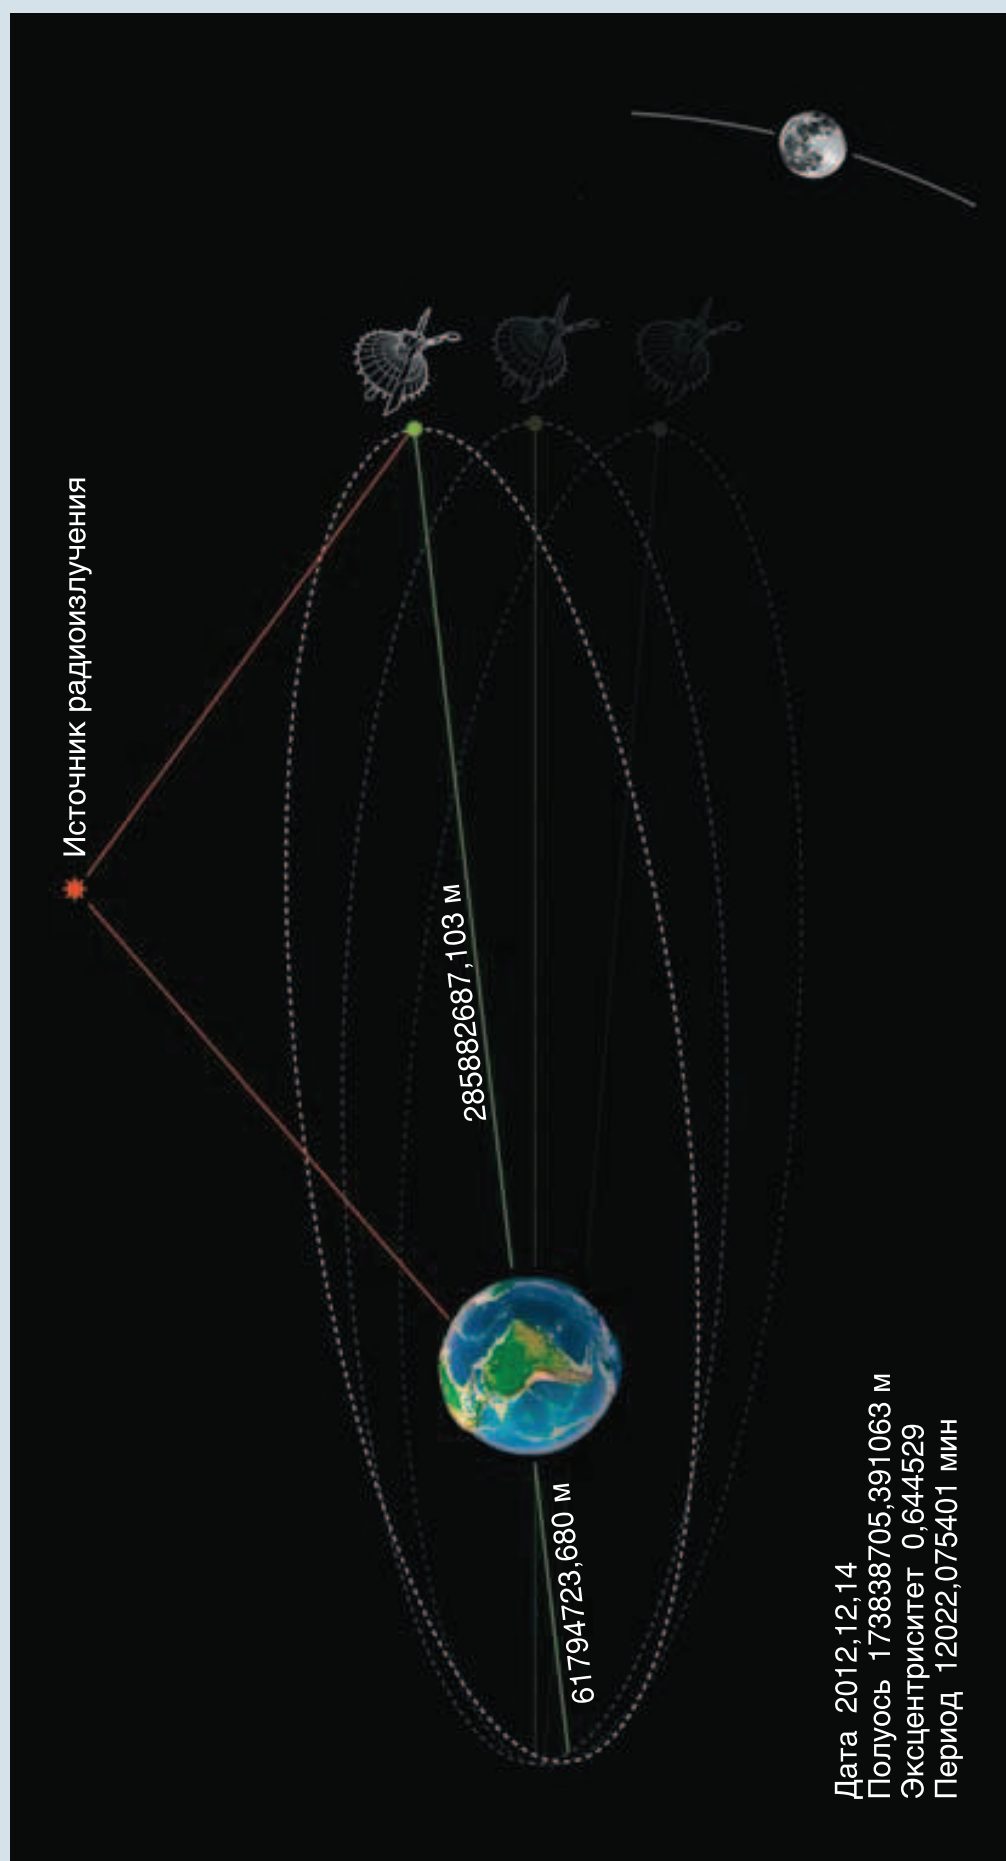 Источник радиоизлучения
285882687,103 м
61794723,680 м
Дата 2012,12,14
Полуось 173838705,391063 м
Эксцентриситет 0,644529
Период 12022,075401 мин